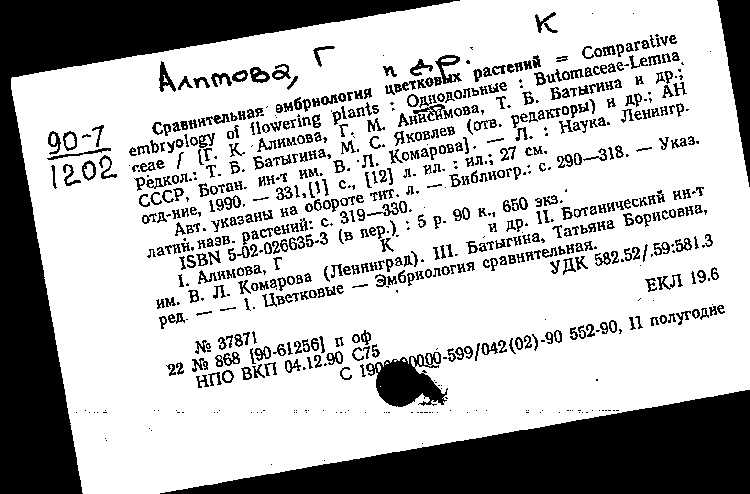 Алимова, Г К и др.
90-7
1202
Сравнительная эмбриология цветковых растений = Comparative
embryology of flowering plants : Однодольные : Butomaceae-Lemna
ceae / [Г. К. Алимова, Г. М. Анисимова, Т. Б. Батыгина и др.;
Редкол.: Т. Б. Батыгина, М. С. Яковлев (отв. редакторы) и др.; АН
СССР, Ботан. ин-т им. В. Л. Комарова]. — Л. : Наука. Ленингр.
отд-ние, 1990. — 331,[1] с., [12] л. ил. : ил.; 27 см.
Авт. указаны на обороте тит. л. — Библиогр.: с. 290—318. — Указ.
латин. назв. растений: с. 319—330.
ISBN 5-02-026635-3 (в пер.) : 5 р. 90 к., 650 экз.
I. Алимова, Г К и др. II. Ботанический ин-т
им. В. Л. Комарова (Ленинград). III. Батыгина, Татьяна Борисовна,
ред. — — 1. Цветковые — Эмбриология сравнительная.
УДК 582.52/.59:581.3
ЕКЛ 19.6
№ 37871
22 № 868 [90-61256] п оф
НПО ВКП 04.12.90 С75
-599/042(02)-90 552-90, II полугодие